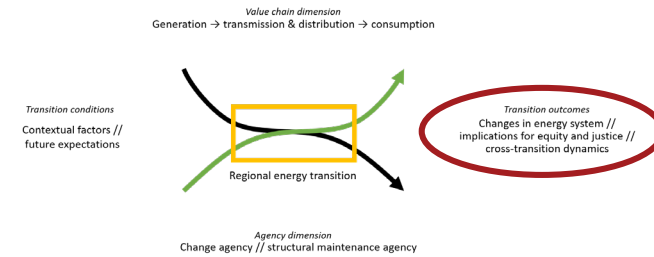 Value chain dimension
Generation → transmission & distribution → consumption
Transition conditions
Contextual factors //
future expectations
Transition outcomes
Changes in energy system //
implications for equity and justice //
cross-transition dynamics
Regional energy transition
Agency dimension
Change agency // structural maintenance agency